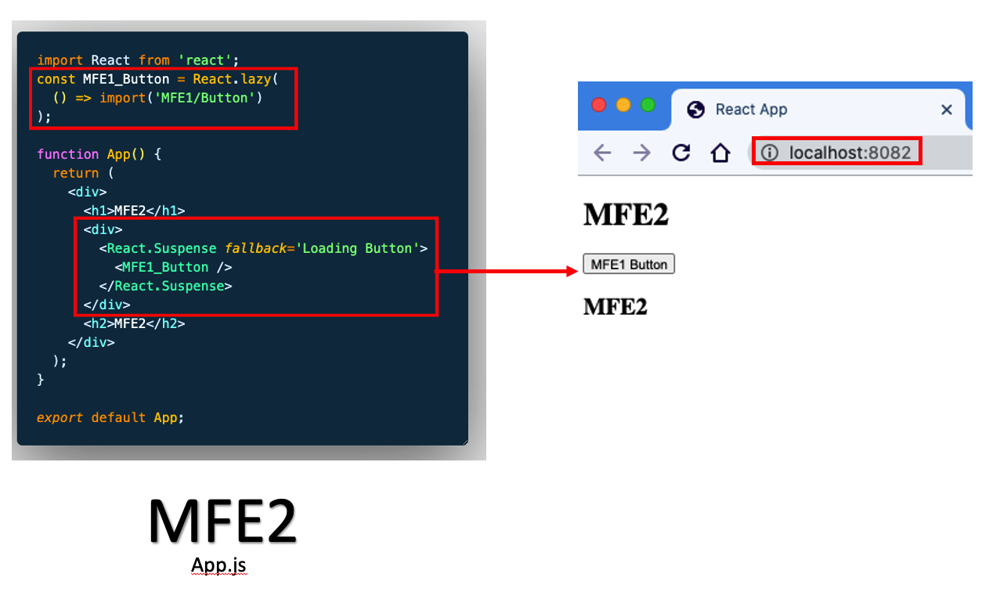 import React from 'react';
const MFE1_Button = React.lazy(
() => import('MFE1/Button')
);
function App() {
return (
<div>
<h1>MFE2</h1>
<div>
<React.Suspense fallback='Loading Button'>
<MFE1_Button />
</React.Suspense>
</div>
<h2>MFE2</h2>
</div>
);
}
export default App;
MFE2
App.js
React App
localhost:8082
MFE2
MFE1 Button
MFE2